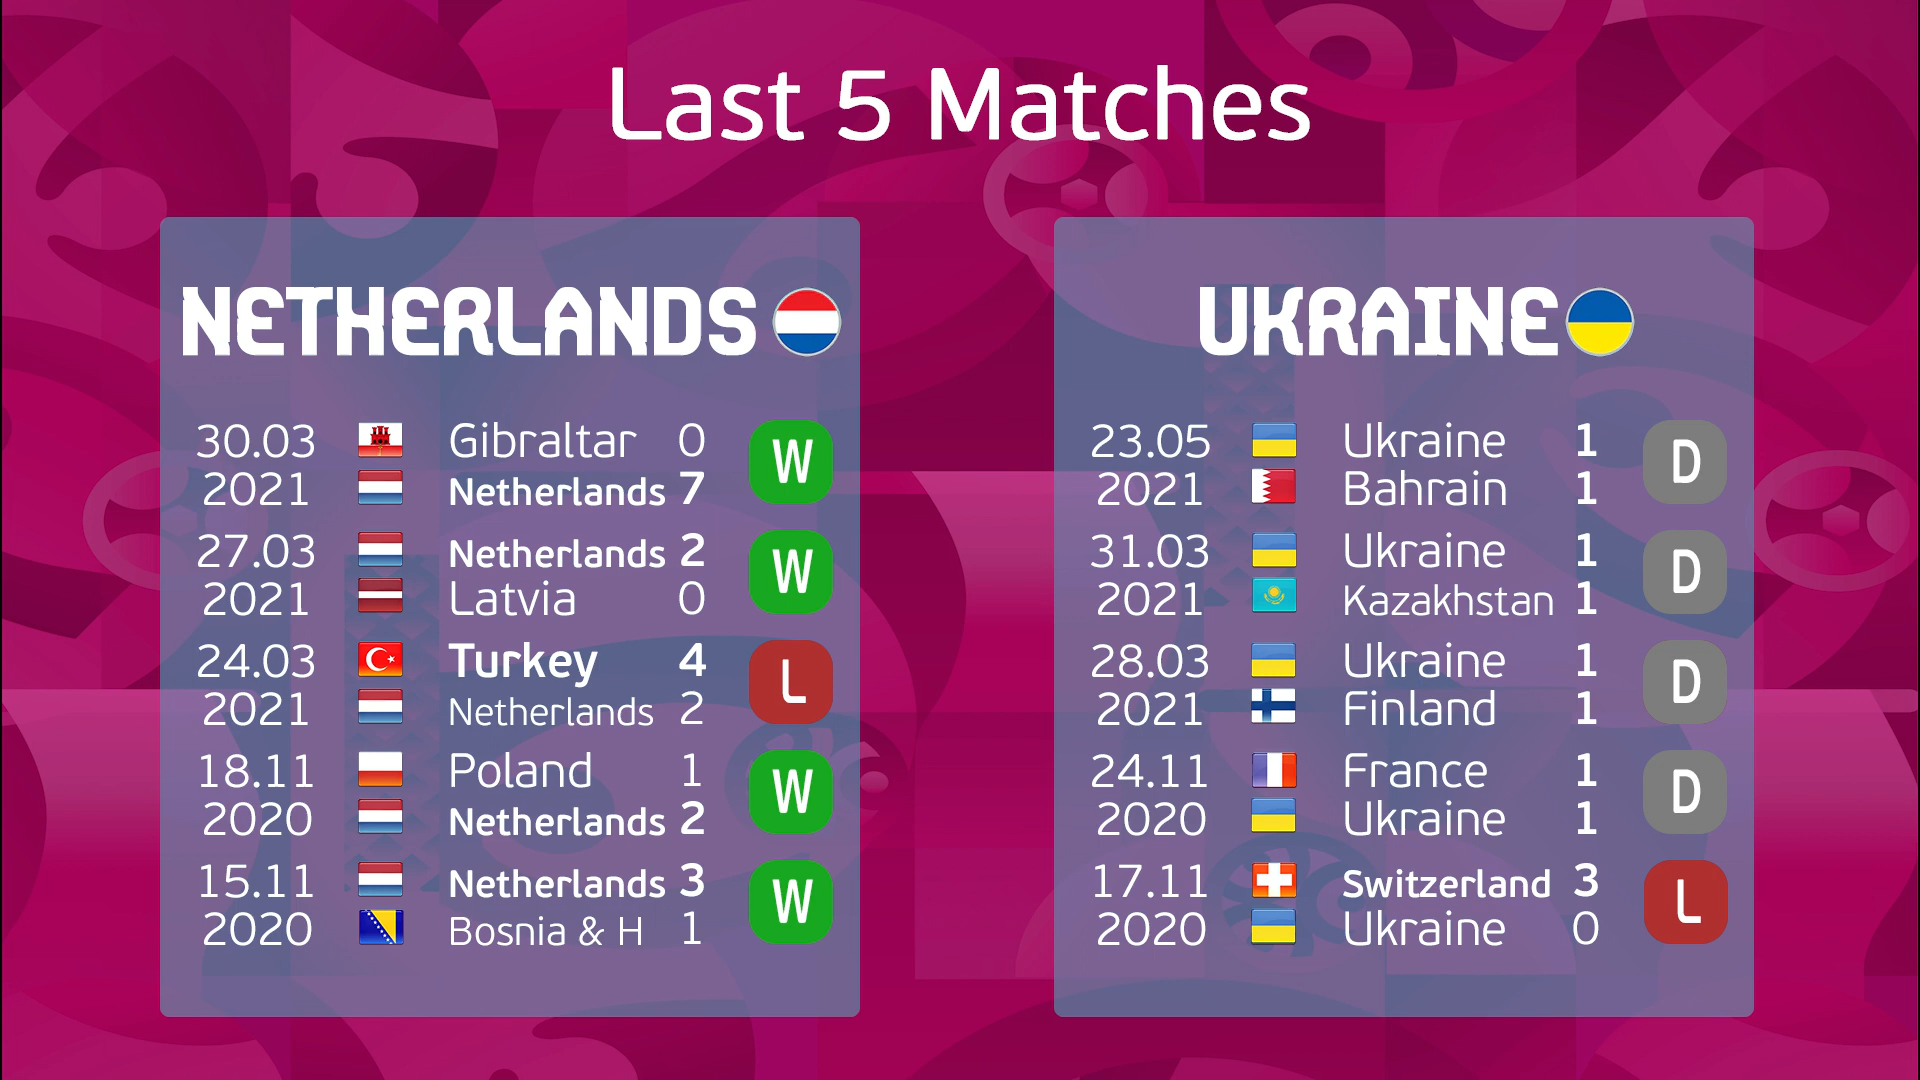 Last 5 Matches
NETHERLANDS
30.03 Gibraltar 0 W
2021 Netherlands 7
27.03 Netherlands 2 W
2021 Latvia 0
24.03 Turkey 4 L
2021 Netherlands 2
18.11 Poland 1 W
2020 Netherlands 2
15.11 Netherlands 3 W
2020 Bosnia & H 1
UKRAINE
23.05 Ukraine 1 D
2021 Bahrain 1
31.03 Ukraine 1 D
2021 Kazakhstan 1
28.03 Ukraine 1 D
2021 Finland 1
24.11 France 1 D
2020 Ukraine 1
17.11 Switzerland 3 L
2020 Ukraine 0